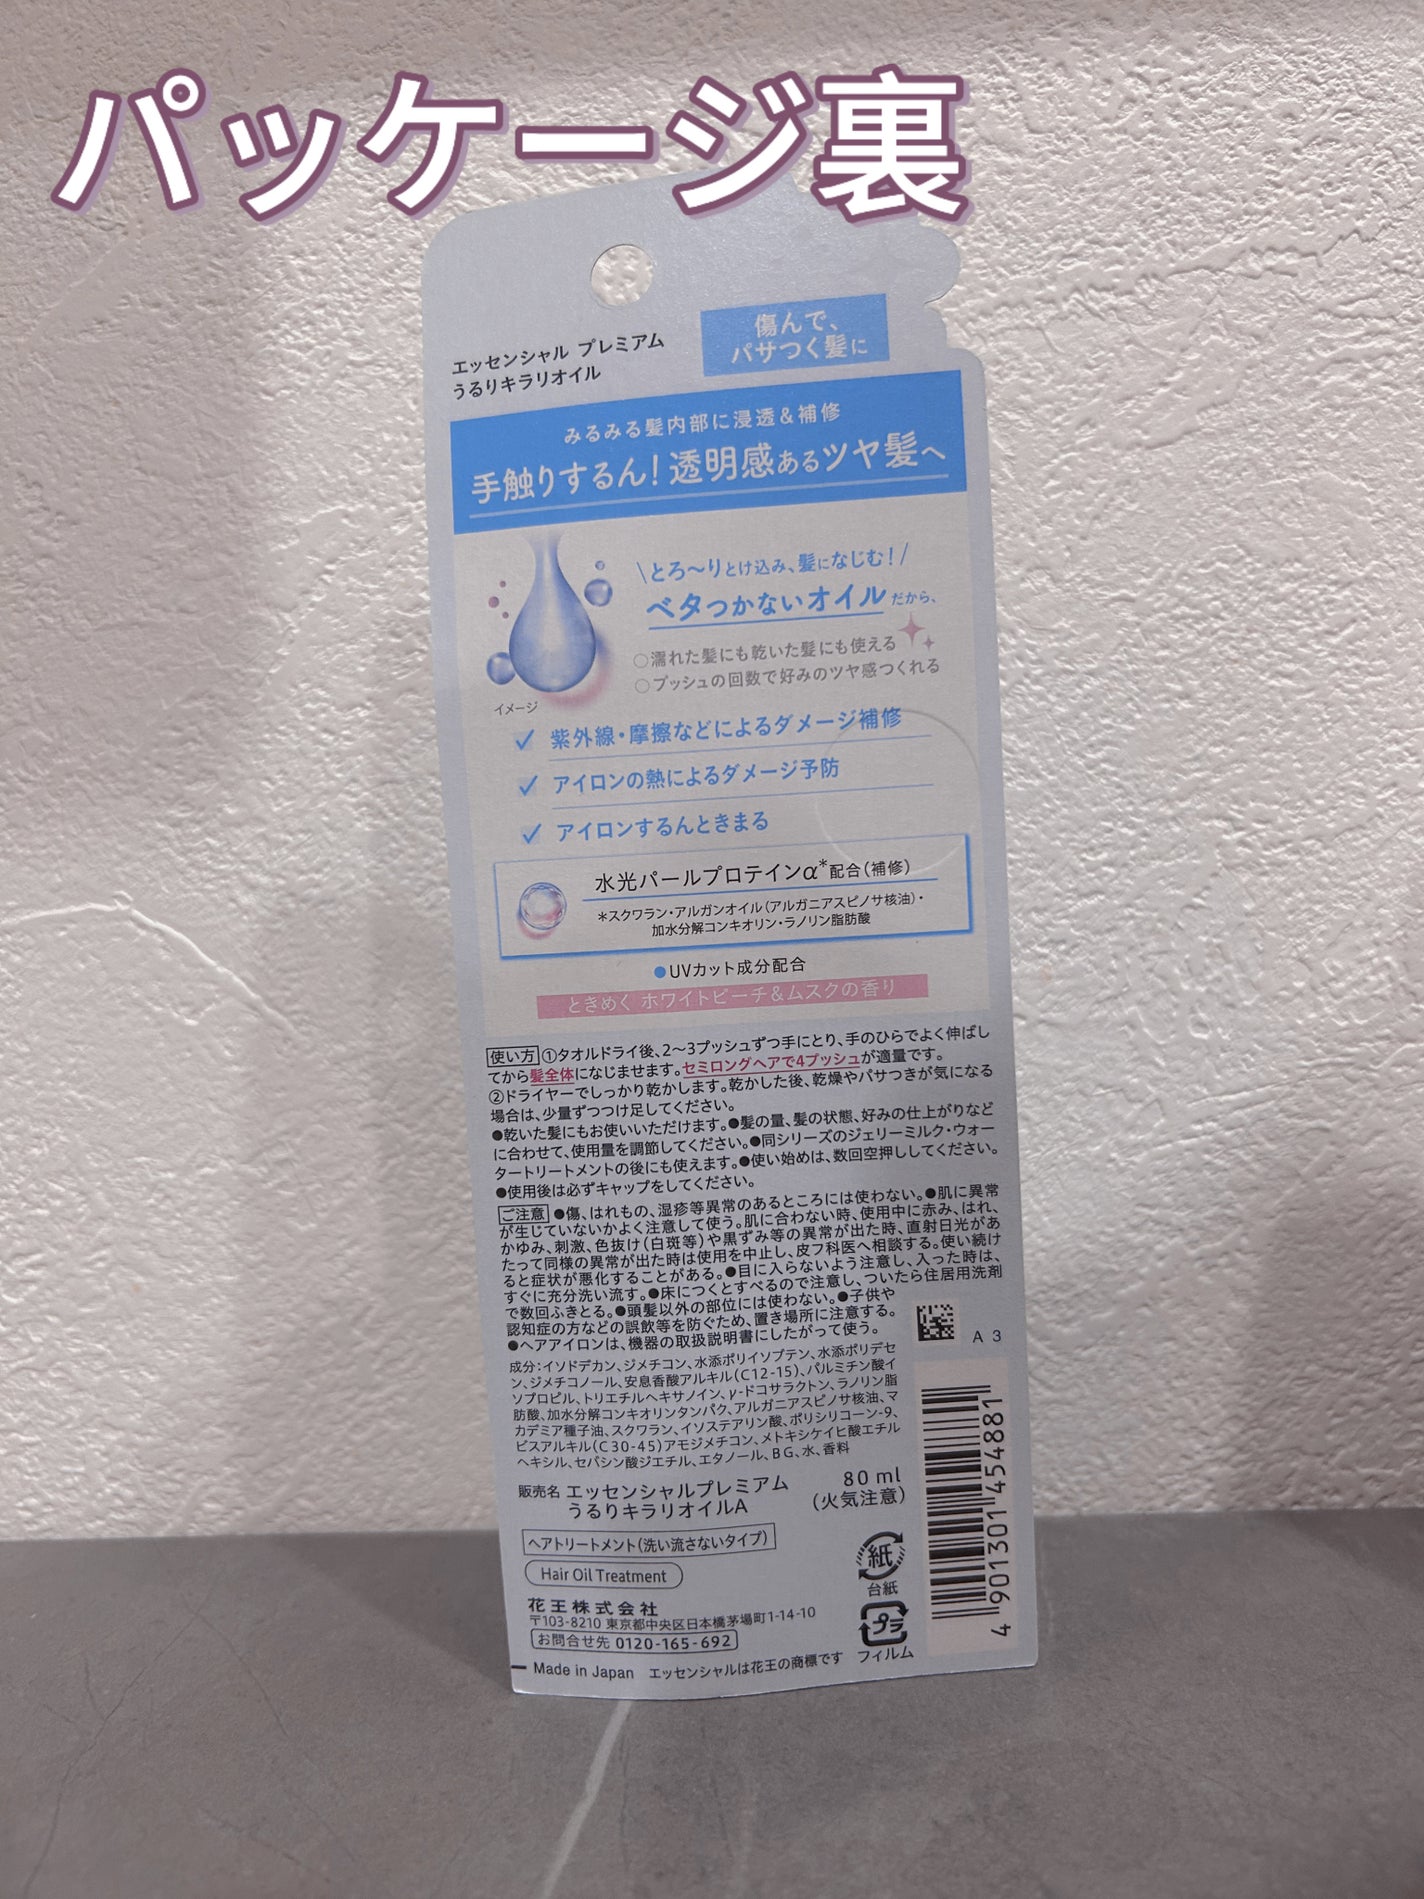 パッケージ裏
エッセンシャル プレミアム
うるりキラリオイル
傷んで、
パサつく髪に
みるみる髪内部に浸透&補修
手触りするん!透明感あるツヤ髪へ
\とろ〜りとけ込み、髪になじむ!/
ベタつかないオイルだから、
○濡れた髪にも乾いた髪にも使える
○プッシュの回数で好みのツヤ感つくれる
イメージ
✓ 紫外線・摩擦などによるダメージ補修
✓ アイロンの熱によるダメージ予防
✓ アイロンするんときまる
水光パールプロテインα*配合(補修)
*スクワラン・アルガンオイル(アルガニアスピノサ核油)・
加水分解コンキオリン・ラノリン脂肪酸
●UVカット成分配合
ときめく ホワイトピーチ&ムスクの香り
使い方 ①タオルドライ後、2〜3プッシュずつ手にとり、手のひらでよく伸ばし
てから髪全体になじませます。セミロングヘアで4プッシュが適量です。
②ドライヤーでしっかり乾かします。乾かした後、乾燥やパサつきが気になる
場合は、少量ずつつけ足してください。
●乾いた髪にもお使いいただけます。●髪の量、髪の状態、好みの仕上がりなど
に合わせて、使用量を調節してください。●同シリーズのジェリーミルク・ウォー
タートリートメントの後にも使えます。●使い始めは、数回空押ししてください。
●使用後は必ずキャップをしてください。
ご注意 ●傷、はれもの、湿疹等異常のあるところには使わない。●肌に異常
が生じていないかよく注意して使う。肌に合わない時、使用中に赤み、はれ、
かゆみ、刺激、色抜け(白斑等)や黒ずみ等の異常が出た時、直射日光があ
たって同様の異常が出た時は使用を中止し、皮フ科医へ相談する。使い続け
ると症状が悪化することがある。●目に入らないよう注意し、入った時は、
すぐに充分洗い流す。●床につくとすべるので注意し、ついたら住居用洗剤
で数回ふきとる。●頭髪以外の部位には使わない。●子供や
認知症の方などの誤飲等を防ぐため、置き場所に注意する。
●ヘアアイロンは、機器の取扱説明書にしたがって使う。
A 3
成分:イソドデカン、ジメチコン、水添ポリイソブテン、水添ポリデセ
ン、ジメチコノール、安息香酸アルキル(C12-15)、パルミチン酸イ
ソプロピル、トリエチルヘキサノイン、γ-ドコサラクトン、ラノリン脂
肪酸、加水分解コンキオリンタンパク、アルガニアスピノサ核油、マ
カデミア種子油、スクワラン、イソステアリン酸、ポリシリコーン-9、
ビスアルキル(C30-45)アモジメチコン、メトキシケイヒ酸エチル
ヘキシル、セバシン酸ジエチル、エタノール、BG、水、香料
販売名 エッセンシャルプレミアム
うるりキラリオイルA
80 ml
(火気注意)
ヘアトリートメント(洗い流さないタイプ)
Hair Oil Treatment
花王株式会社
〒103-8210 東京都中央区日本橋茅場町1-14-10
お問合せ先 0120-165-692
Made in Japan エッセンシャルは花王の商標です
紙
台紙
プラ
フィルム
4 901301 454881